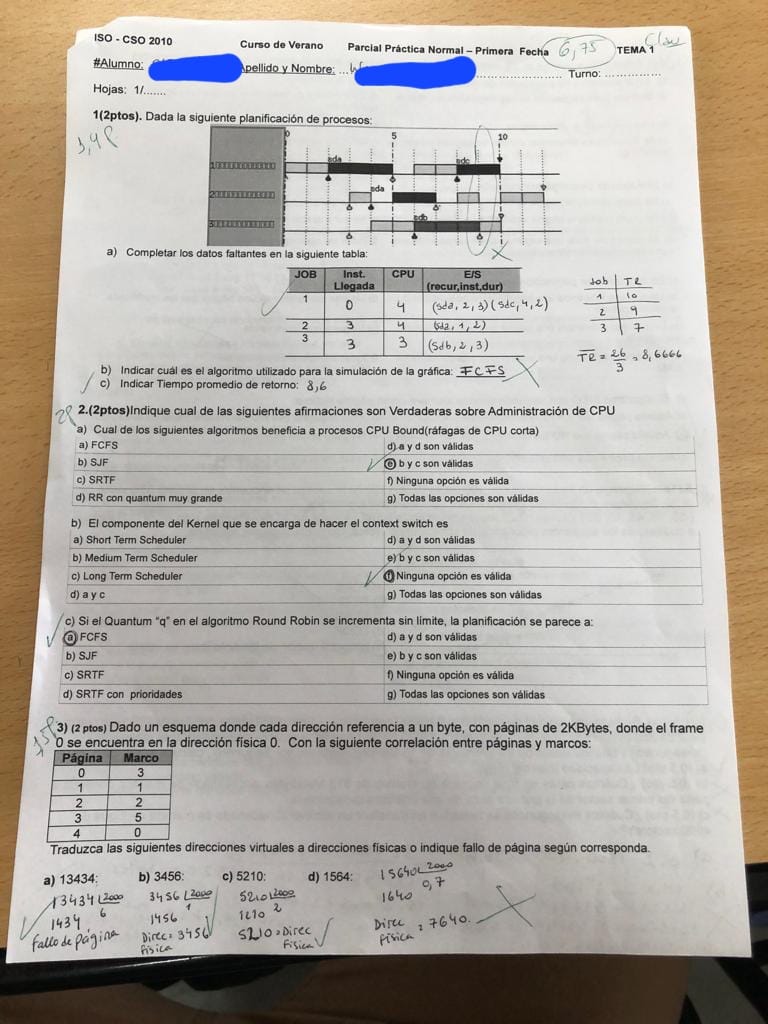 ISO - CSO 2010 Curso de Verano Parcial Práctica Normal – Primera Fecha 6,75 TEMA 1
#Alumno: Apellido y Nombre: ... Turno: ...............
Hojas: 1/.......
1(2ptos). Dada la siguiente planificación de procesos:
0 5 10
sda sdc
sda
sdb
a) Completar los datos faltantes en la siguiente tabla:
JOB Inst. Llegada CPU E/S (recur,inst,dur)
1 0 4 (sda, 2, 3) (sdc, 4, 2)
2 3 4 (sda, 1, 2)
3 3 3 (sdb, 2, 3)
Job TR
1 10
2 9
3 7
TR = 26/3 = 8,6666
b) Indicar cuál es el algoritmo utilizado para la simulación de la gráfica: FCFS
c) Indicar Tiempo promedio de retorno: 8,6
2.(2ptos)Indique cual de las siguientes afirmaciones son Verdaderas sobre Administración de CPU
a) Cual de los siguientes algoritmos beneficia a procesos CPU Bound(ráfagas de CPU corta)
a) FCFS d) a y d son válidas
b) SJF e) b y c son válidas
c) SRTF f) Ninguna opción es válida
d) RR con quantum muy grande g) Todas las opciones son válidas
b) El componente del Kernel que se encarga de hacer el context switch es
a) Short Term Scheduler d) a y d son válidas
b) Medium Term Scheduler e) b y c son válidas
c) Long Term Scheduler f) Ninguna opción es válida
d) a y c g) Todas las opciones son válidas
c) Si el Quantum "q" en el algoritmo Round Robin se incrementa sin límite, la planificación se parece a:
a) FCFS d) a y d son válidas
b) SJF e) b y c son válidas
c) SRTF f) Ninguna opción es válida
d) SRTF con prioridades g) Todas las opciones son válidas
3) (2 ptos) Dado un esquema donde cada dirección referencia a un byte, con páginas de 2KBytes, donde el frame
0 se encuentra en la dirección física 0. Con la siguiente correlación entre páginas y marcos:
Página Marco
0 3
1 1
2 2
3 5
4 0
Traduzca las siguientes direcciones virtuales a direcciones físicas o indique fallo de página según corresponda.
a) 13434: b) 3456: c) 5210: d) 1564:
13434 2000 3456 2000 5210 2000 15640 2000
1434 6 1456 1 1210 2 1640 0,7
Fallo de página Direc = 3456 física 5210 = Direc Física Direc física = 7640.